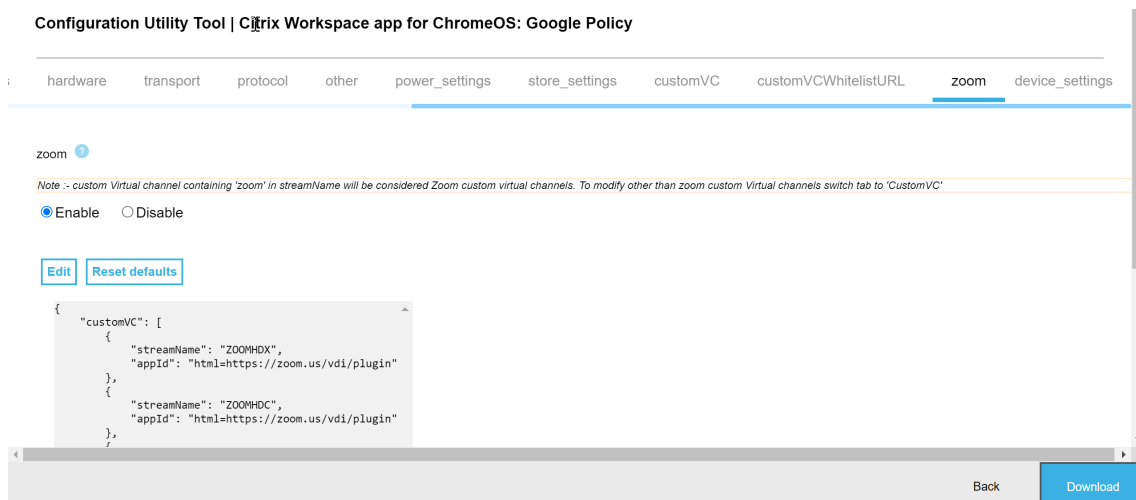 Configuration Utility Tool | Citrix Workspace app for ChromeOS: Google Policy
s hardware transport protocol other power_settings store_settings customVC customVCWhitelistURL zoom device_settings
zoom ?
Note :- custom Virtual channel containing 'zoom' in streamName will be considered Zoom custom virtual channels. To modify other than zoom custom Virtual channels switch tab to 'CustomVC'
Enable Disable
Edit Reset defaults
{
"customVC": [
{
"streamName": "ZOOMHDX",
"appId": "html=https://zoom.us/vdi/plugin"
},
{
"streamName": "ZOOMHDC",
"appId": "html=https://zoom.us/vdi/plugin"
},
{
Back Download